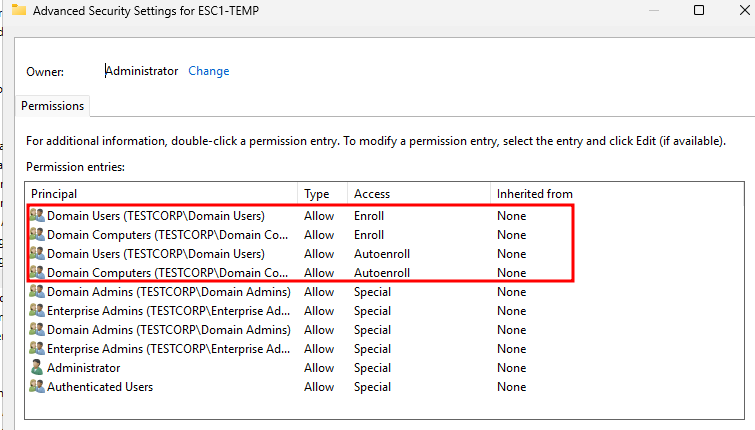 Advanced Security Settings for ESC1-TEMP
Owner: Administrator Change
Permissions
For additional information, double-click a permission entry. To modify a permission entry, select the entry and click Edit (if available).
Permission entries:
Principal Type Access Inherited from
Domain Users (TESTCORP\Domain Users) Allow Enroll None
Domain Computers (TESTCORP\Domain Co... Allow Enroll None
Domain Users (TESTCORP\Domain Users) Allow Autoenroll None
Domain Computers (TESTCORP\Domain Co... Allow Autoenroll None
Domain Admins (TESTCORP\Domain Admins) Allow Special None
Enterprise Admins (TESTCORP\Enterprise Ad... Allow Special None
Domain Admins (TESTCORP\Domain Admins) Allow Special None
Enterprise Admins (TESTCORP\Enterprise Ad... Allow Special None
Administrator Allow Special None
Authenticated Users Allow Special None